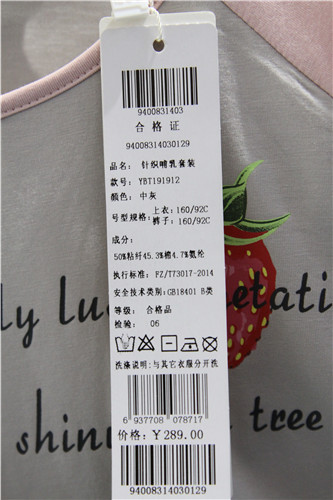 9400831403
合格证
94008314030129
品名: 针织哺乳套装
款号: YBT191912
颜色: 中灰
号型规格: 上衣: 160/92C
裤子: 160/92C
成分:
50%粘纤45.3%棉4.7%氨纶
执行标准: FZ/T73017-2014
安全技术类别:GB18401 B类
等级: 合格品
检验: 06
洗涤说明:与其它衣服分开洗
6 937708 078717
价格:￥289.00
94008314030129
ly lu etati
shin tree